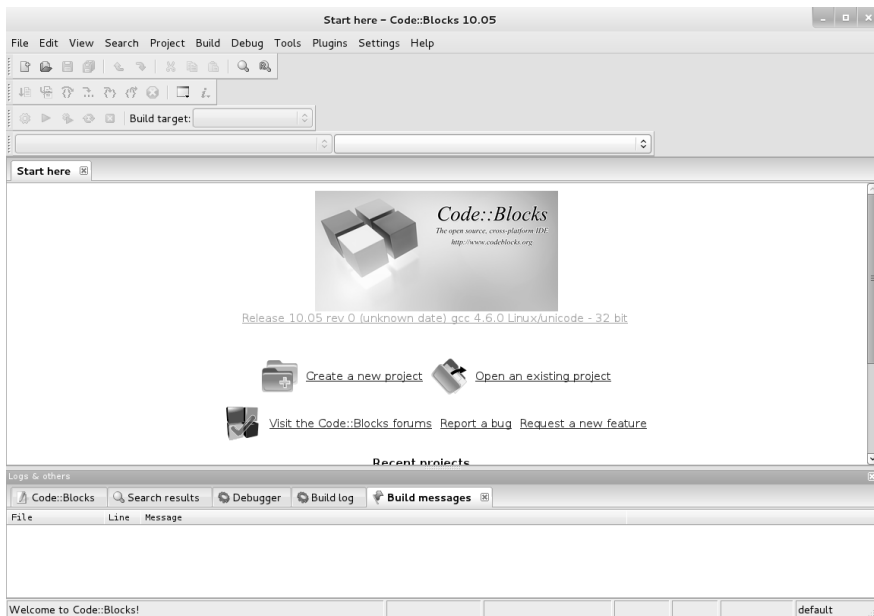 Start here – Code::Blocks 10.05
File Edit View Search Project Build Debug Tools Plugins Settings Help
Build target:
Start here
Code::Blocks
The open source, cross-platform IDE
http://www.codeblocks.org
Release 10.05 rev 0 (unknown date) gcc 4.6.0 Linux/unicode - 32 bit
Create a new project Open an existing project
Visit the Code::Blocks forums Report a bug Request a new feature
Recent projects
Logs & others
Code::Blocks Search results Debugger Build log Build messages
File Line Message
Welcome to Code::Blocks! default